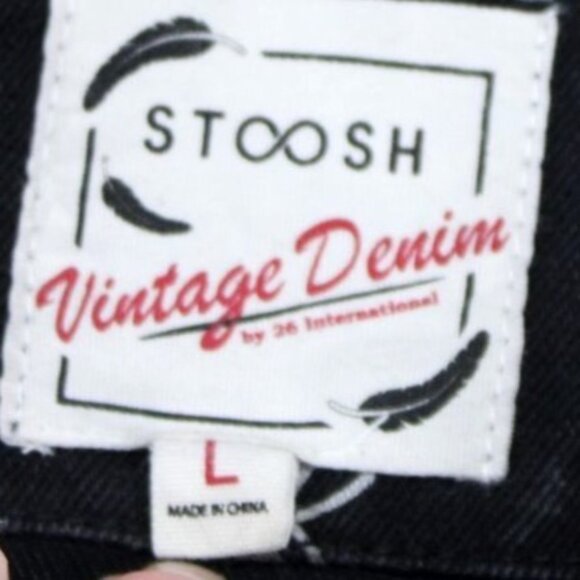 STOOSH
Vintage Denim
by 26 International
L
MADE IN CHINA